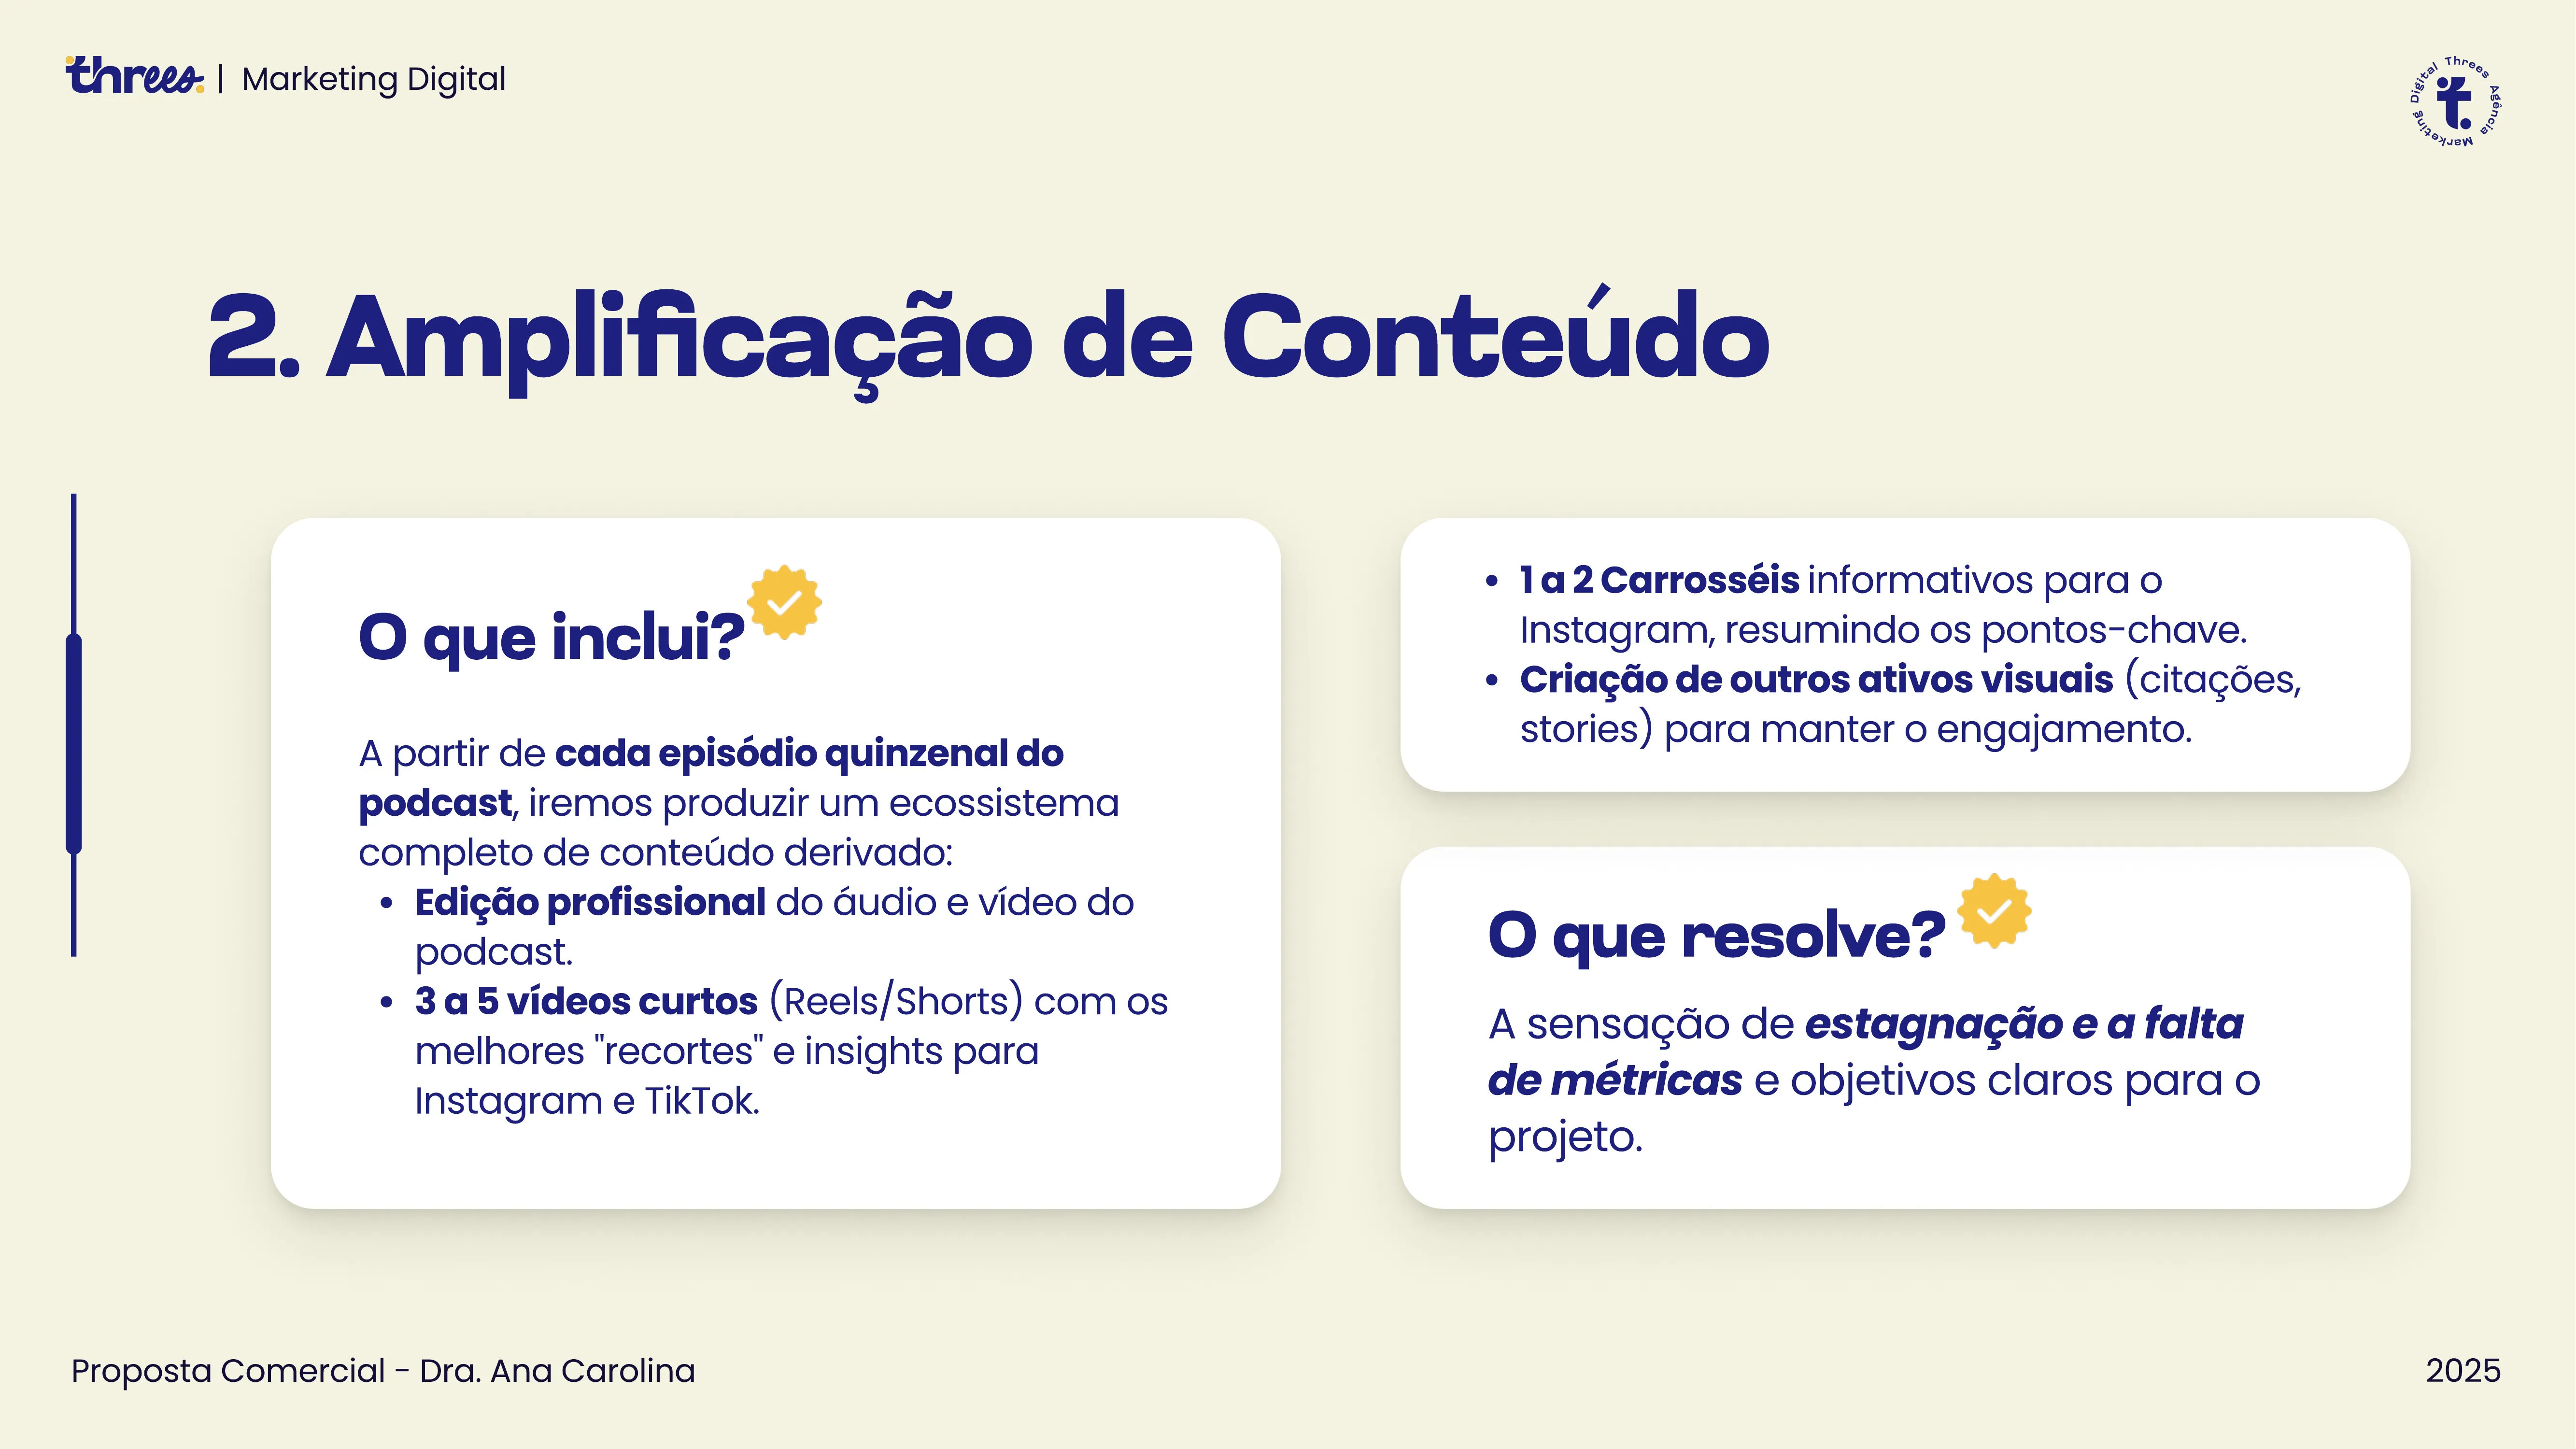 threes. | Marketing Digital
Threes Agência Marketing Digital
t.
2. Amplificação de Conteúdo
O que inclui?
A partir de cada episódio quinzenal do
podcast, iremos produzir um ecossistema
completo de conteúdo derivado:
• Edição profissional do áudio e vídeo do
podcast.
• 3 a 5 vídeos curtos (Reels/Shorts) com os
melhores "recortes" e insights para
Instagram e TikTok.
• 1 a 2 Carrosséis informativos para o
Instagram, resumindo os pontos-chave.
• Criação de outros ativos visuais (citações,
stories) para manter o engajamento.
O que resolve?
A sensação de estagnação e a falta
de métricas e objetivos claros para o
projeto.
Proposta Comercial - Dra. Ana Carolina
2025